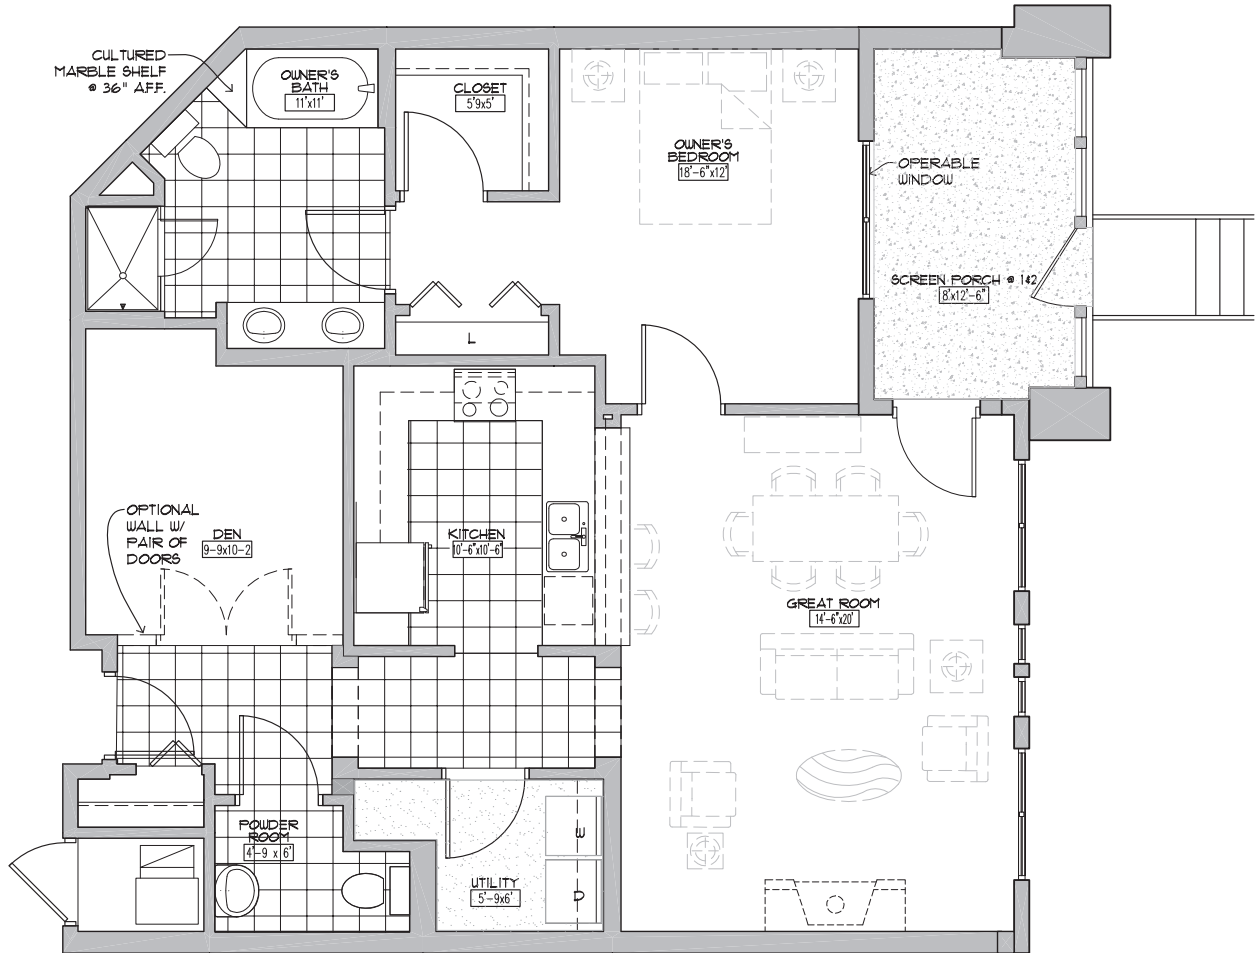 CULTURED
MARBLE SHELF
@ 36" A.F.F.
OWNER'S
BATH
11'x11'
CLOSET
5'9x5'
OWNER'S
BEDROOM
18'-6"x12'
OPERABLE
WINDOW
SCREEN PORCH @ 1&2
8'x12'-6"
L
OPTIONAL
WALL W/
PAIR OF
DOORS
DEN
9-9x10-2
KITCHEN
10'-6"x10'-6"
GREAT ROOM
14'-6"x20'
POWDER
ROOM
4'-9 x 6'
UTILITY
5'-9x6'
W
D